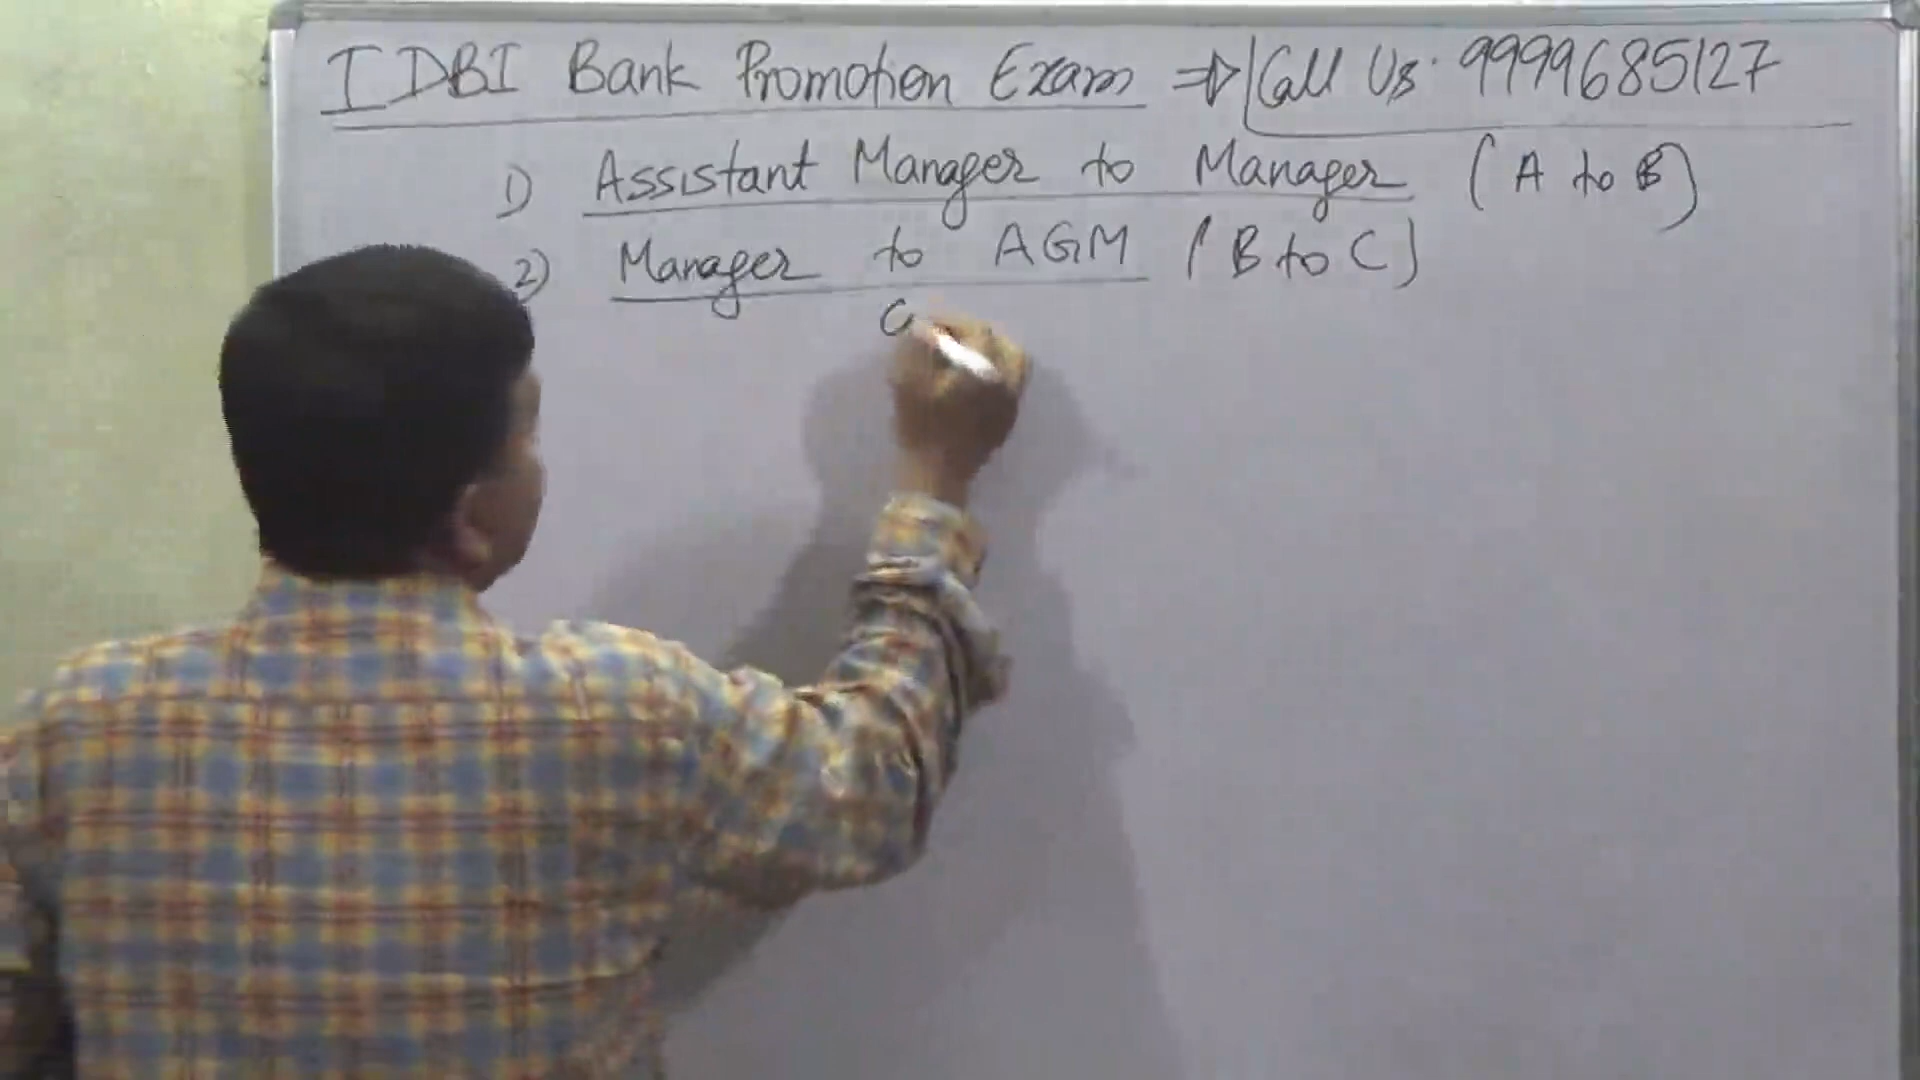 IDBI Bank Promotion Exam ⇒ Call Us: 9999685127
1) Assistant Manager to Manager (A to B)
2) Manager to AGM (B to C)
C